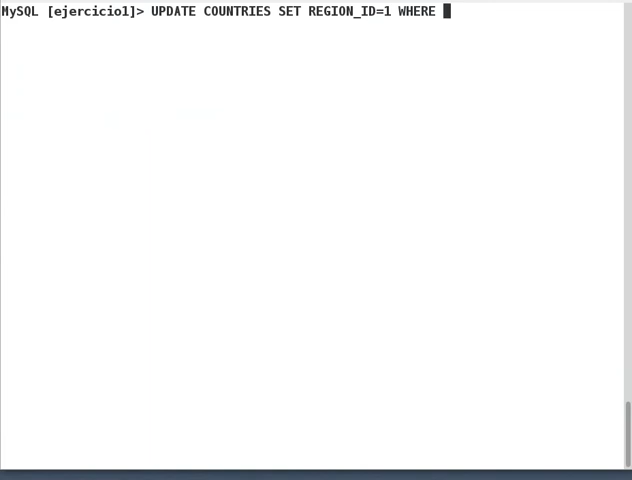 MySQL [ejercicio1]> UPDATE COUNTRIES SET REGION_ID=1 WHERE